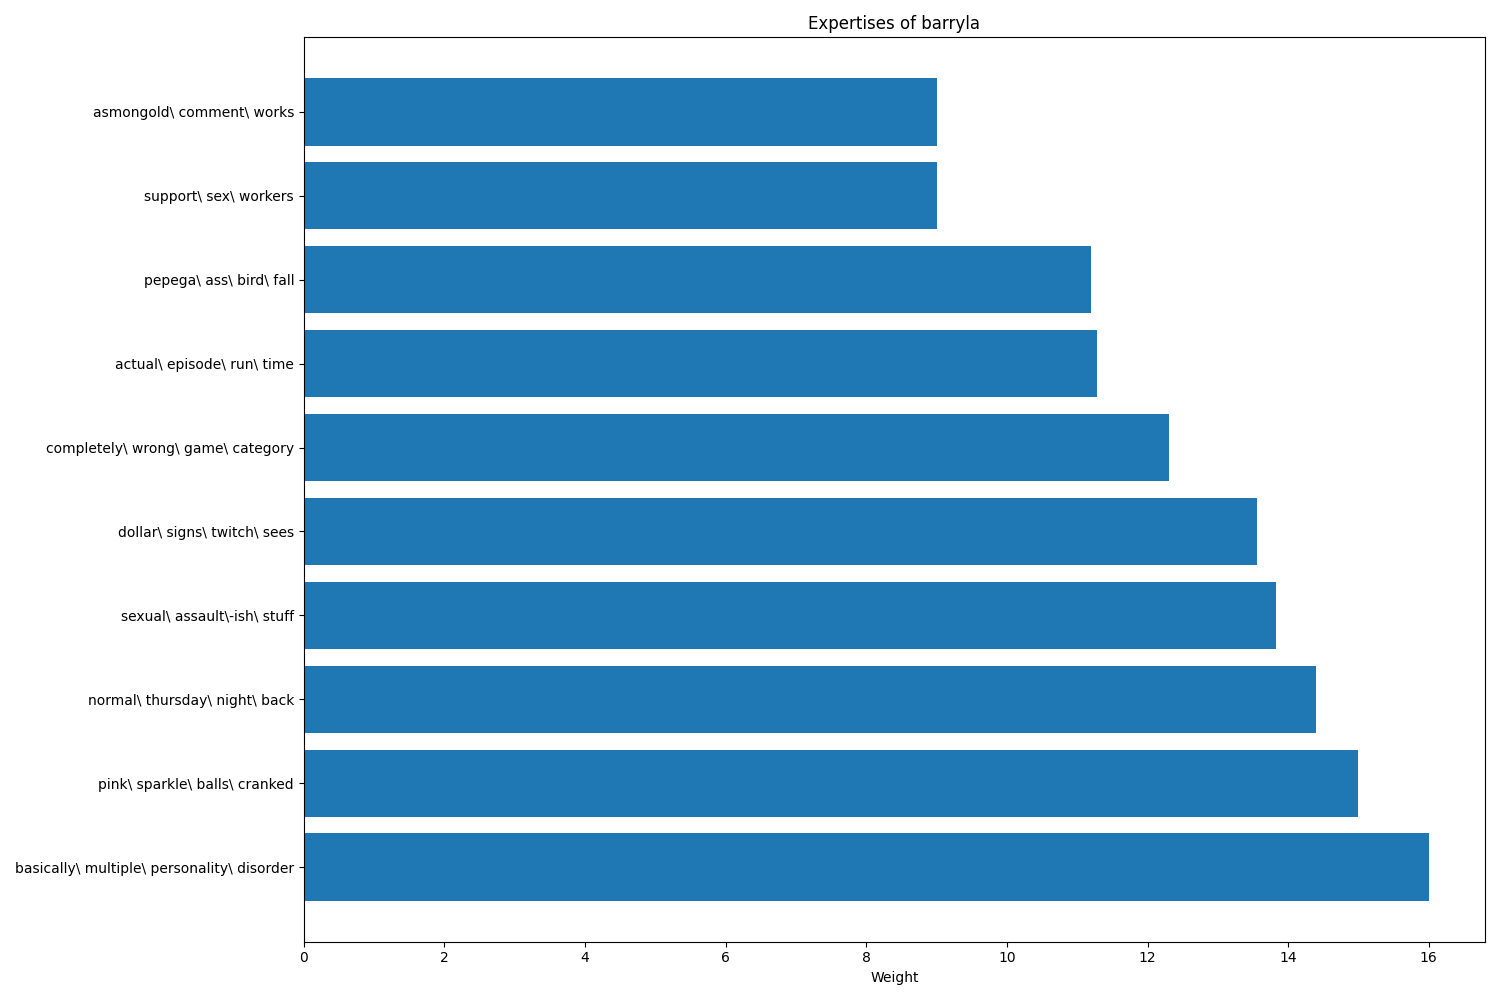 Expertises of barryla
asmongold\ comment\ works
support\ sex\ workers
pepega\ ass\ bird\ fall
actual\ episode\ run\ time
completely\ wrong\ game\ category
dollar\ signs\ twitch\ sees
sexual\ assault\-ish\ stuff
normal\ thursday\ night\ back
pink\ sparkle\ balls\ cranked
basically\ multiple\ personality\ disorder
0 2 4 6 8 10 12 14 16
Weight